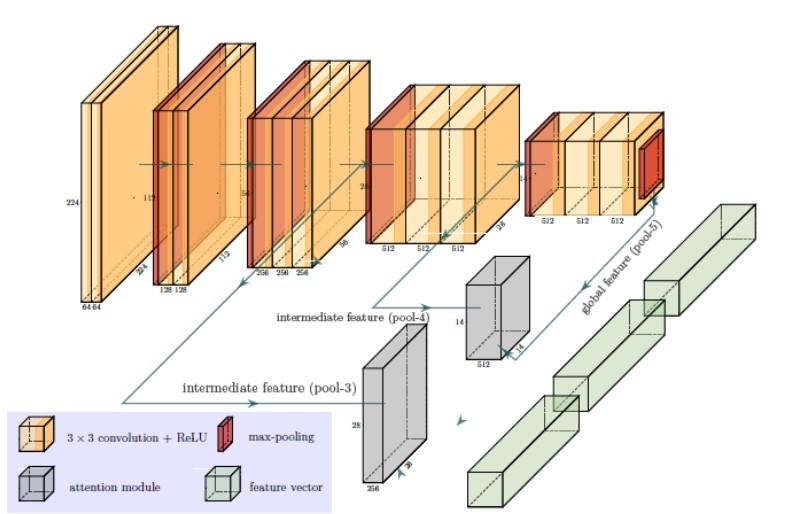 224
64 64
224
112
128 128
112
56
256 256 256
56
28
512 512 512
28
14
512 512 512
14
global feature (pool-5)
intermediate feature (pool-4)
14
512
14
intermediate feature (pool-3)
28
256
28
3 × 3 convolution + ReLU
max-pooling
attention module
feature vector